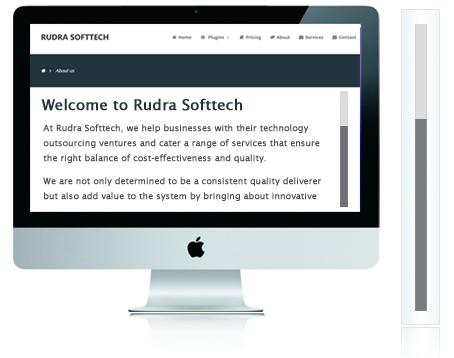 RUDRA SOFTTECH
Home Plugins Pricing About Services Contact
About us
Welcome to Rudra Softtech
At Rudra Softtech, we help businesses with their technology
outsourcing ventures and cater a range of services that ensure
the right balance of cost-effectiveness and quality.
We are not only determined to be a consistent quality deliverer
but also add value to the system by bringing about innovative